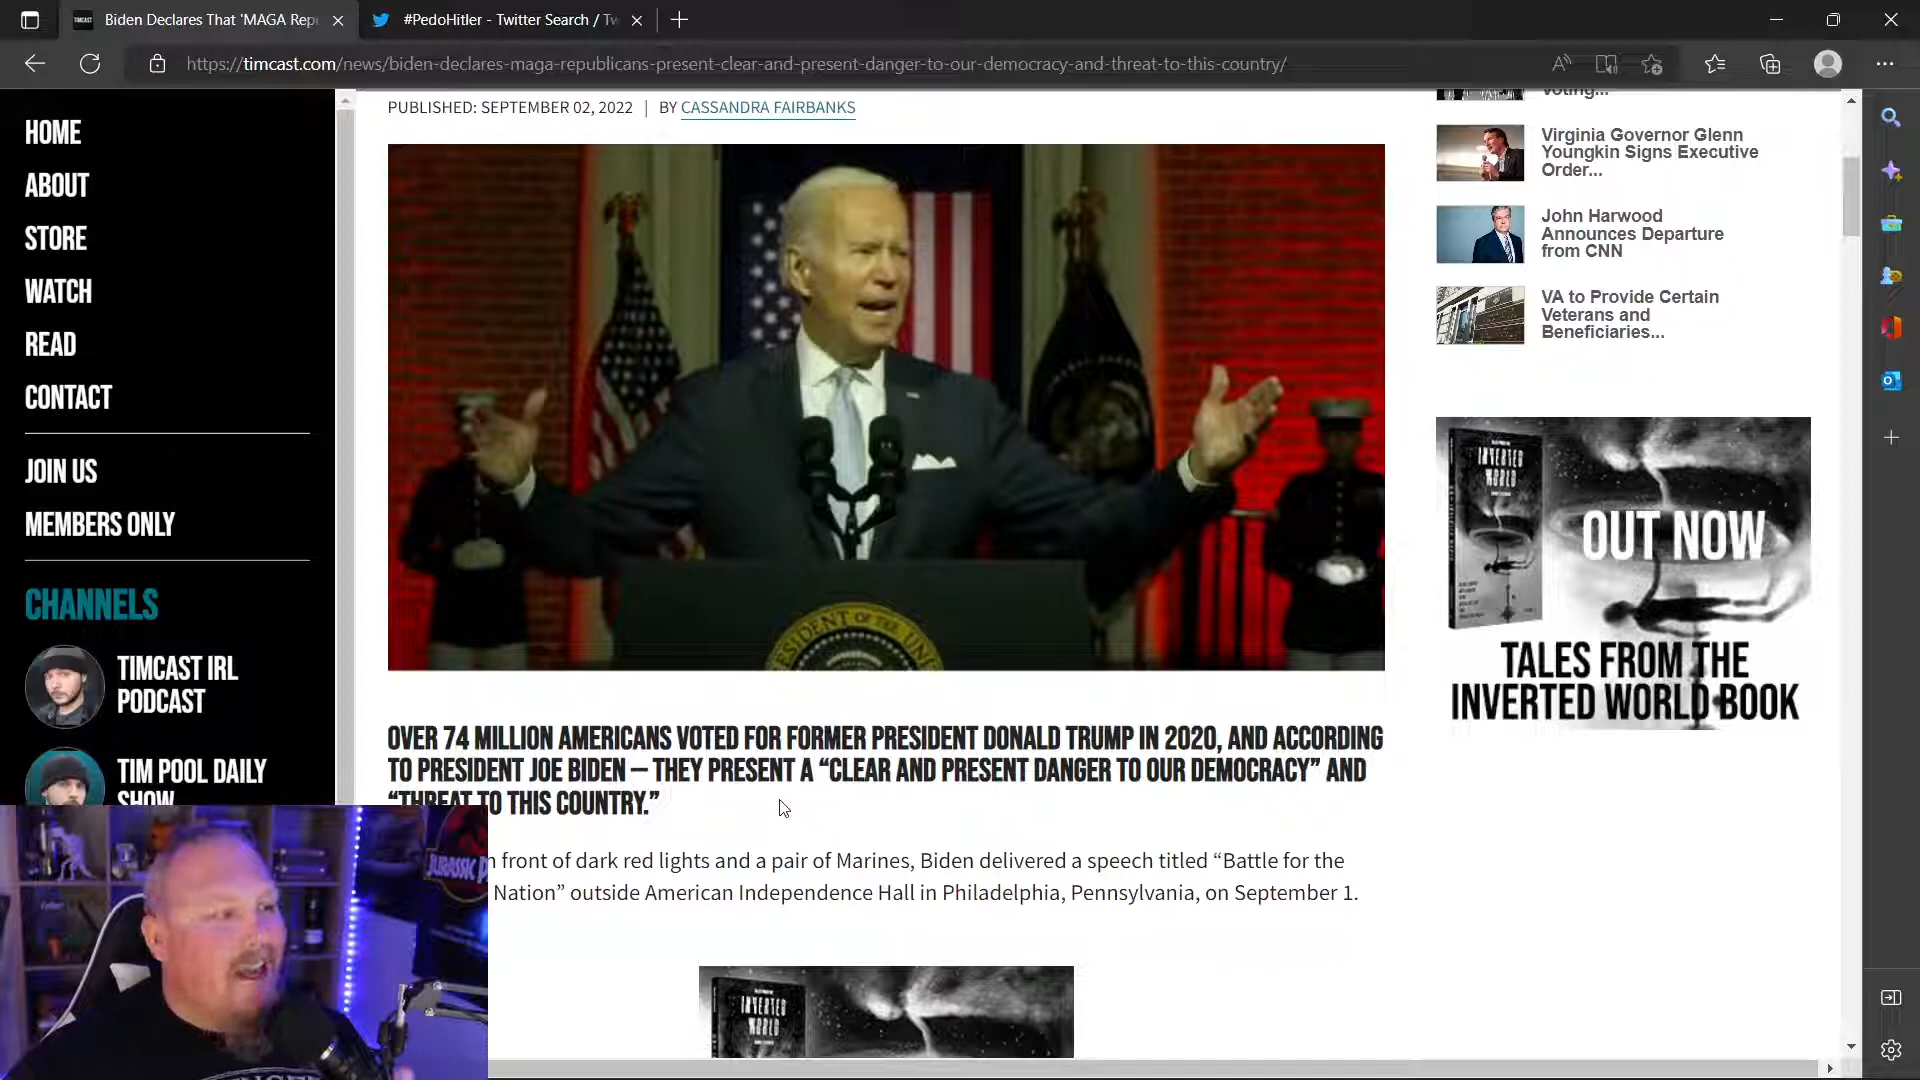 Biden Declares That 'MAGA Rep
#PedoHitler - Twitter Search / Tw
https://timcast.com/news/biden-declares-maga-republicans-present-clear-and-present-danger-to-our-democracy-and-threat-to-this-country/
HOME
ABOUT
STORE
WATCH
READ
CONTACT
JOIN US
MEMBERS ONLY
CHANNELS
TIMCAST IRL
PODCAST
TIM POOL DAILY
SHOW
PUBLISHED: SEPTEMBER 02, 2022 | BY CASSANDRA FAIRBANKS
OVER 74 MILLION AMERICANS VOTED FOR FORMER PRESIDENT DONALD TRUMP IN 2020, AND ACCORDING
TO PRESIDENT JOE BIDEN — THEY PRESENT A “CLEAR AND PRESENT DANGER TO OUR DEMOCRACY” AND
“THREAT TO THIS COUNTRY.”
n front of dark red lights and a pair of Marines, Biden delivered a speech titled “Battle for the
Nation” outside American Independence Hall in Philadelphia, Pennsylvania, on September 1.
INVERTED
WORLD
Voting...
Virginia Governor Glenn
Youngkin Signs Executive
Order...
John Harwood
Announces Departure
from CNN
VA to Provide Certain
Veterans and
Beneficiaries...
INVERTED
WORLD
OUT NOW
TALES FROM THE
INVERTED WORLD BOOK
JURASSIC P